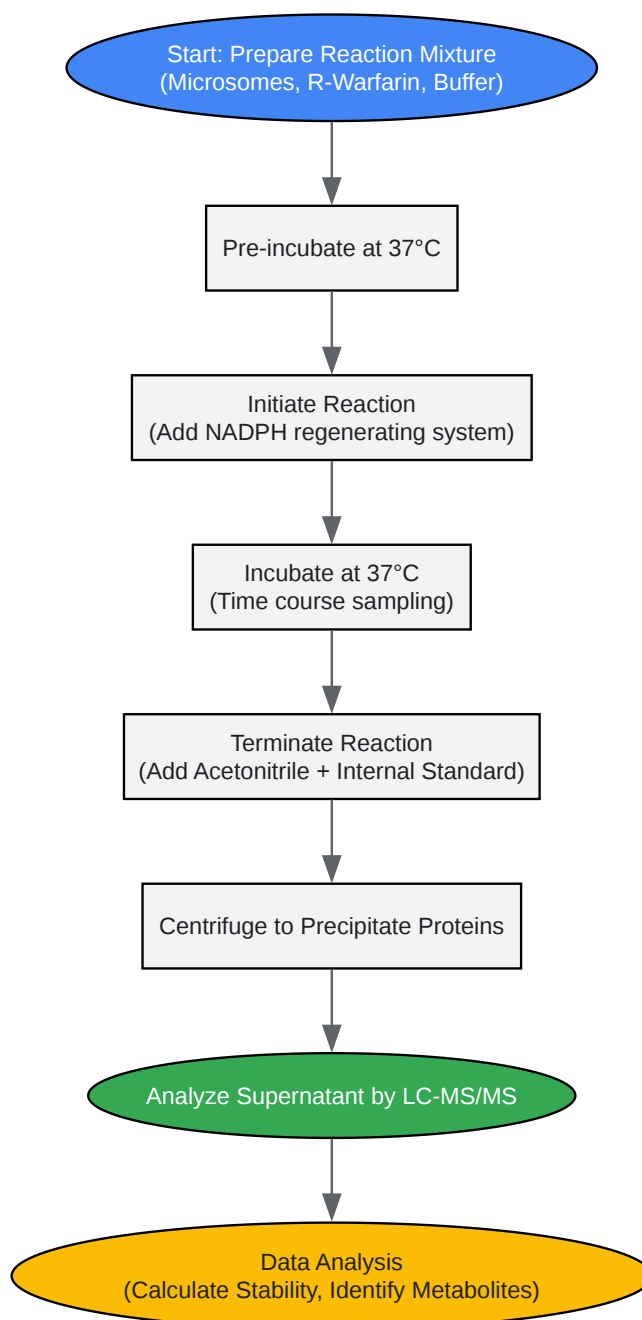 Start: Prepare Reaction Mixture
(Microsomes, R-Warfarin, Buffer)
Pre-incubate at 37°C
Initiate Reaction
(Add NADPH regenerating system)
Incubate at 37°C
(Time course sampling)
Terminate Reaction
(Add Acetonitrile + Internal Standard)
Centrifuge to Precipitate Proteins
Analyze Supernatant by LC-MS/MS
Data Analysis
(Calculate Stability, Identify Metabolites)